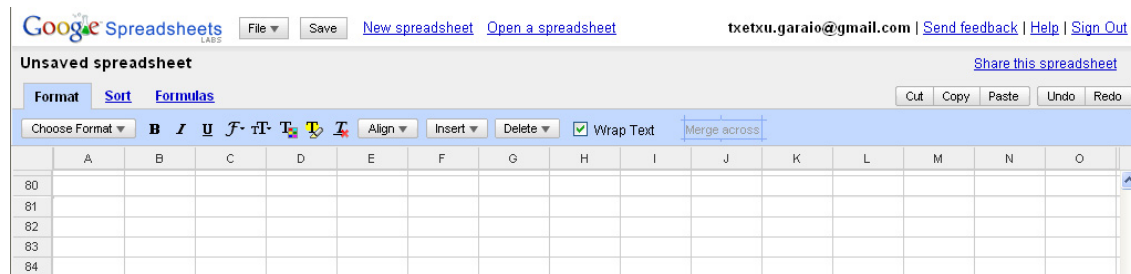 Google Spreadsheets LABS File Save New spreadsheet Open a spreadsheet txetxu.garaio@gmail.com | Send feedback | Help | Sign Out
Unsaved spreadsheet Share this spreadsheet
Format Sort Formulas Cut Copy Paste Undo Redo
Choose Format B I U F T T T T T Align Insert Delete Wrap Text Merge across
A B C D E F G H I J K L M N O
80
81
82
83
84